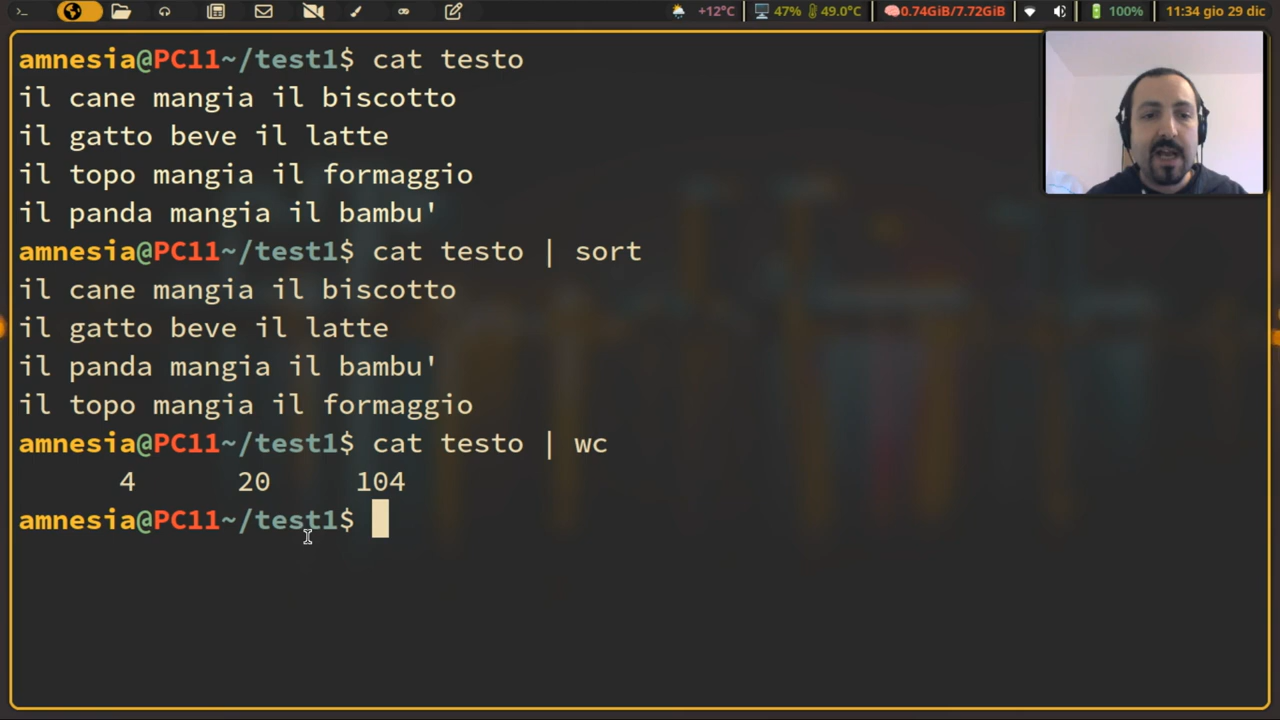 +12°C 47% 49.0°C 0.74GiB/7.72GiB 100% 11:34 gio 29 dic
amnesia@PC11~/test1$ cat testo
il cane mangia il biscotto
il gatto beve il latte
il topo mangia il formaggio
il panda mangia il bambu'
amnesia@PC11~/test1$ cat testo | sort
il cane mangia il biscotto
il gatto beve il latte
il panda mangia il bambu'
il topo mangia il formaggio
amnesia@PC11~/test1$ cat testo | wc
4 20 104
amnesia@PC11~/test1$